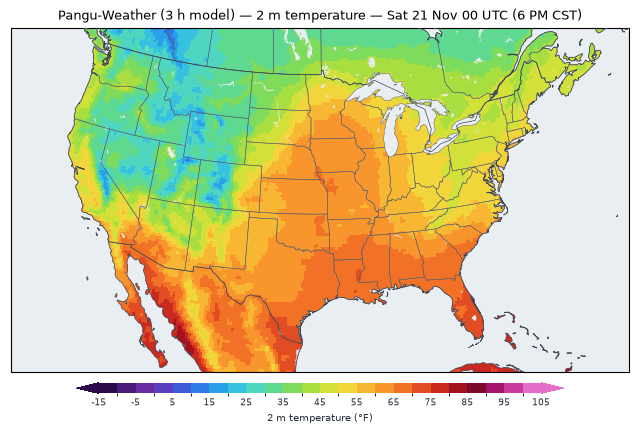 Pangu-Weather (3 h model) — 2 m temperature — Sat 21 Nov 00 UTC (6 PM CST)
-15 -5 5 15 25 35 45 55 65 75 85 95 105
2 m temperature (°F)